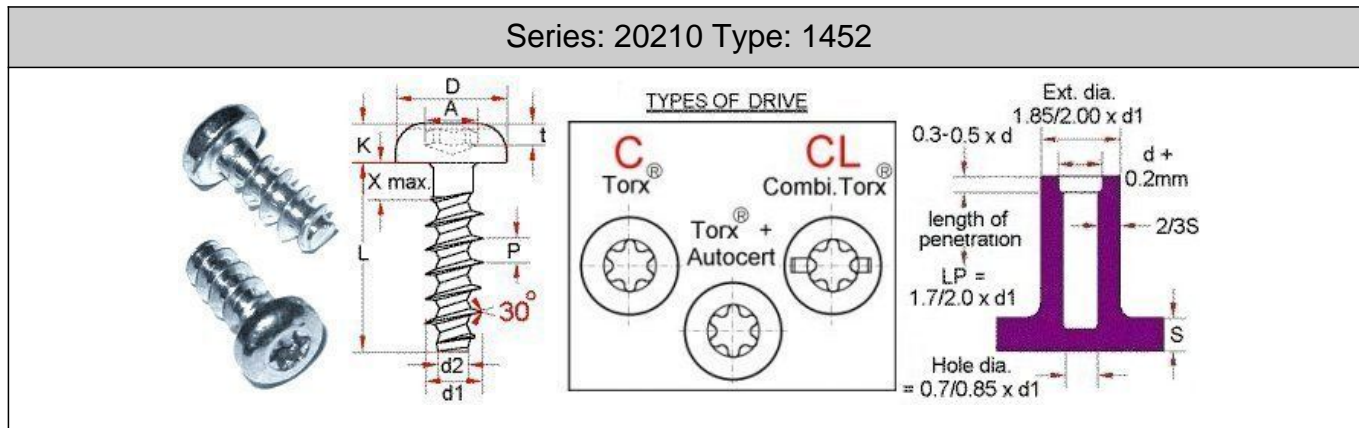 Series: 20210 Type: 1452
D
A
t
K
X max.
L
P
30°
d2
d1
TYPES OF DRIVE
C
Torx®
CL
Combi.Torx®
Torx® +
Autocert
Ext. dia.
1.85/2.00 x d1
0.3-0.5 x d
d +
0.2mm
length of
penetration
2/3S
LP =
1.7/2.0 x d1
S
Hole dia.
= 0.7/0.85 x d1